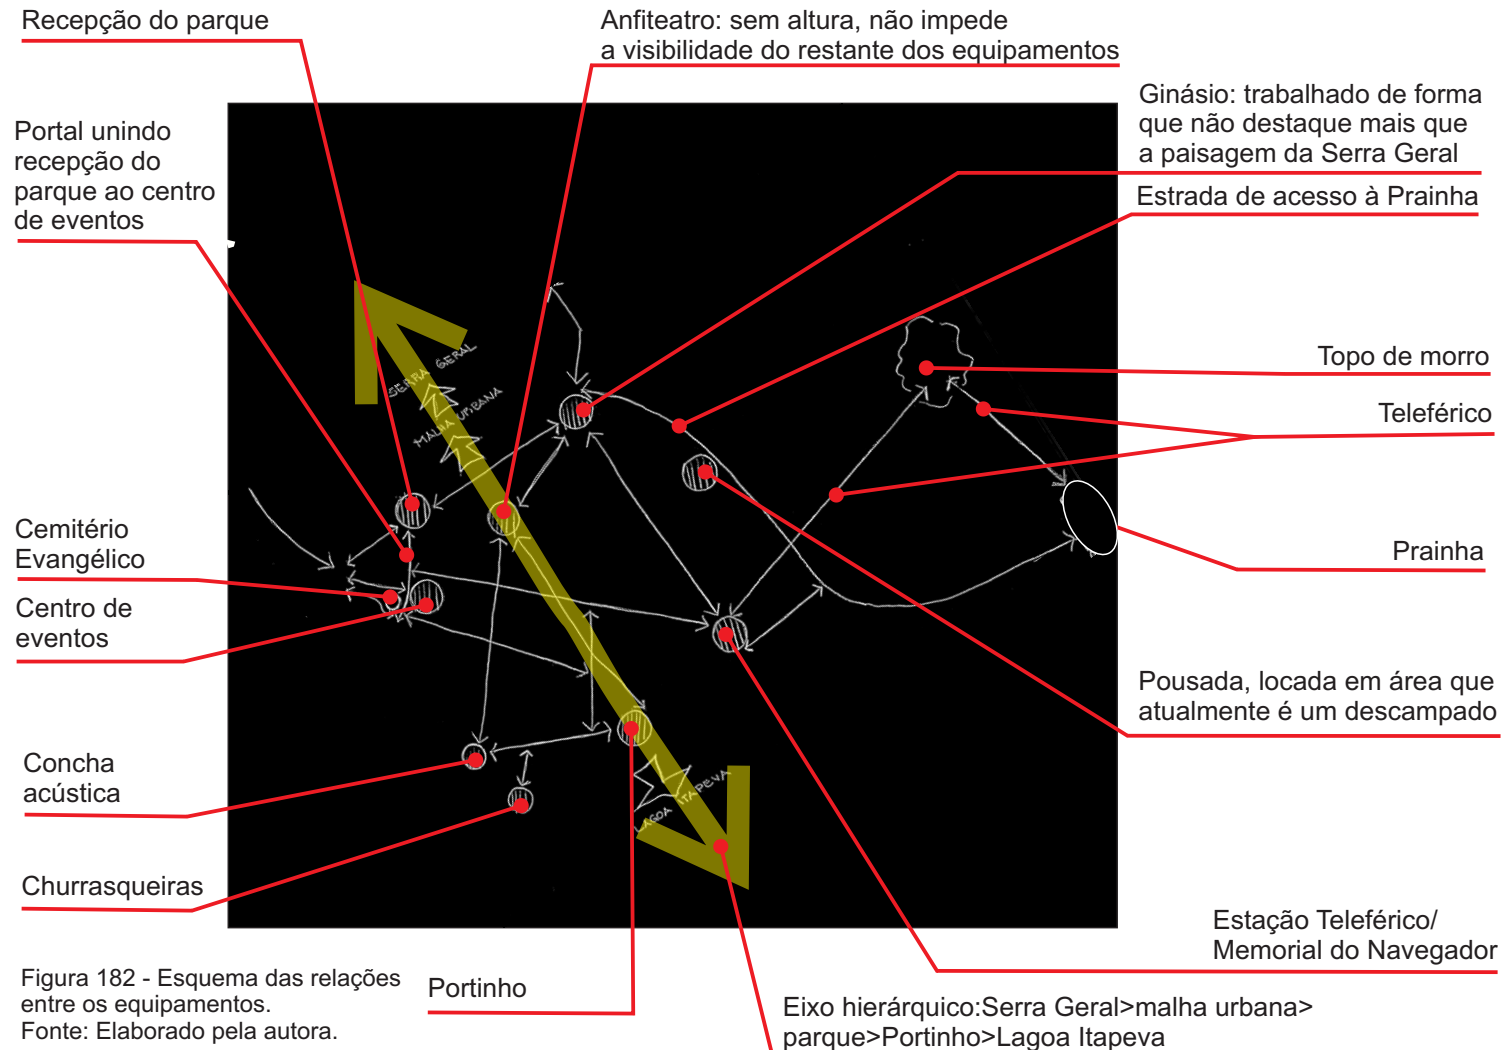 Recepção do parque
Anfiteatro: sem altura, não impede
a visibilidade do restante dos equipamentos
Ginásio: trabalhado de forma
que não destaque mais que
a paisagem da Serra Geral
Portal unindo
recepção do
parque ao centro
de eventos
Estrada de acesso à Prainha
SERRA GERAL
MALHA URBANA
Topo de morro
Teleférico
Cemitério
Evangélico
Prainha
Centro de
eventos
Pousada, locada em área que
atualmente é um descampado
Concha
acústica
LAGOA ITAPEVA
Churrasqueiras
Estação Teleférico/
Memorial do Navegador
Figura 182 - Esquema das relações
entre os equipamentos.
Fonte: Elaborado pela autora.
Portinho
Eixo hierárquico:Serra Geral>malha urbana>
parque>Portinho>Lagoa Itapeva